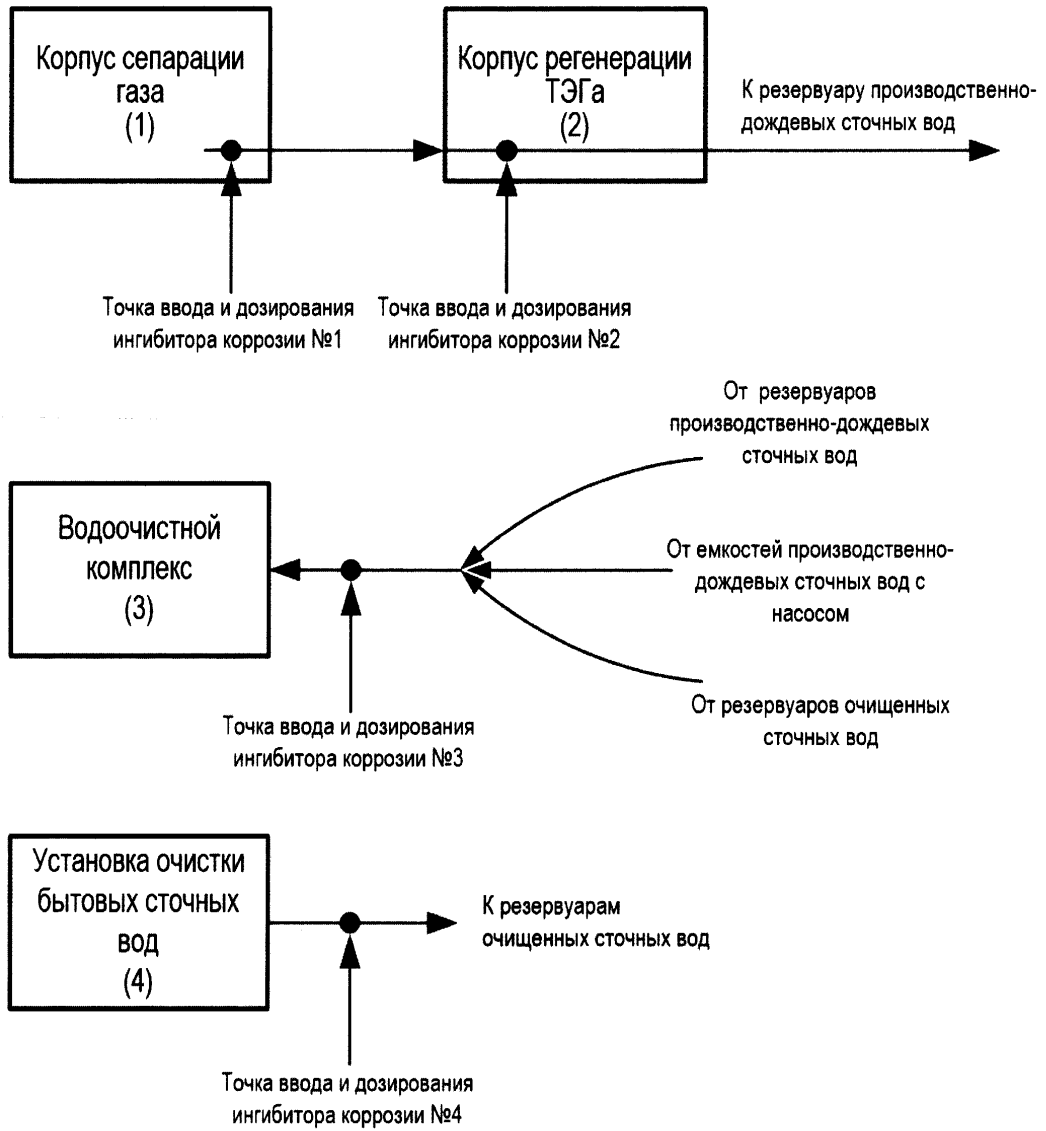 Корпус сепарации
газа
(1)
Корпус регенерации
ТЭГа
(2)
К резервуару производственно-
дождевых сточных вод
Точка ввода и дозирования
ингибитора коррозии №1
Точка ввода и дозирования
ингибитора коррозии №2
От резервуаров
производственно-дождевых
сточных вод
Водоочистной
комплекс
(3)
От емкостей производственно-
дождевых сточных вод с
насосом
От резервуаров очищенных
сточных вод
Точка ввода и дозирования
ингибитора коррозии №3
Установка очистки
бытовых сточных
вод
(4)
К резервуарам
очищенных сточных вод
Точка ввода и дозирования
ингибитора коррозии №4